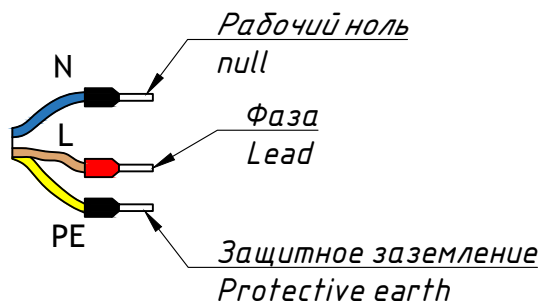 Рабочий ноль
null
N
L
Фаза
Lead
PE
Защитное заземление
Protective earth